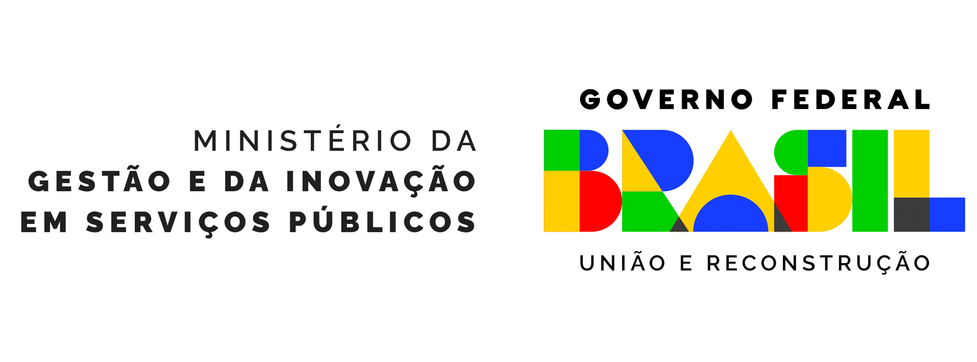 MINISTÉRIO DA
GESTÃO E DA INOVAÇÃO
EM SERVIÇOS PÚBLICOS
GOVERNO FEDERAL
BRASIL
UNIÃO E RECONSTRUÇÃO